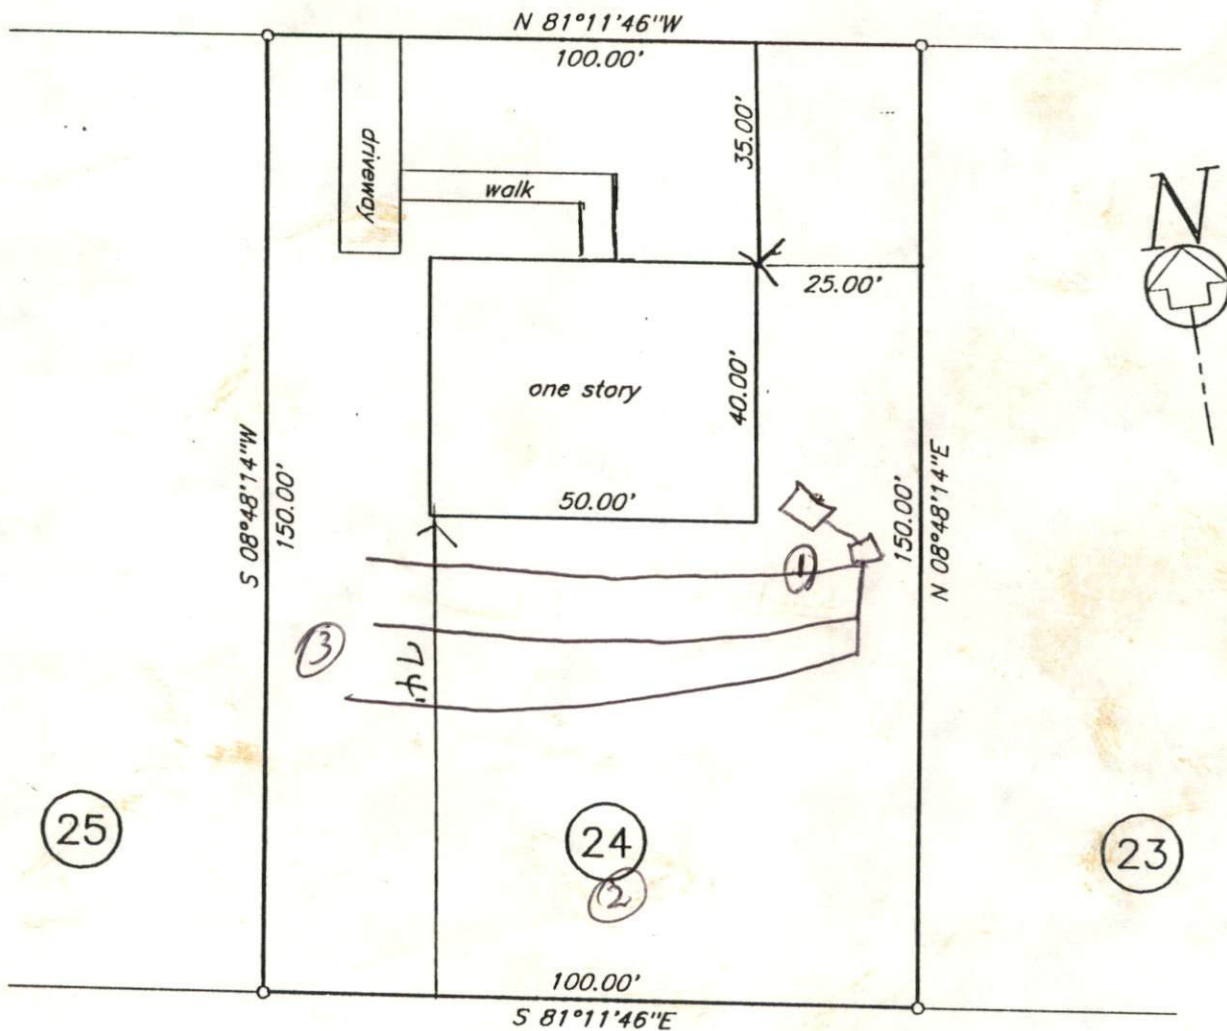 N 81°11'46"W
100.00'
35.00'
driveway
walk
N
25.00'
one story
40.00'
S 08°48'14"W
150.00'
50.00'
150.00'
N 08°48'14"E
1
3
74'
25
24
23
2
100.00'
S 81°11'46"E